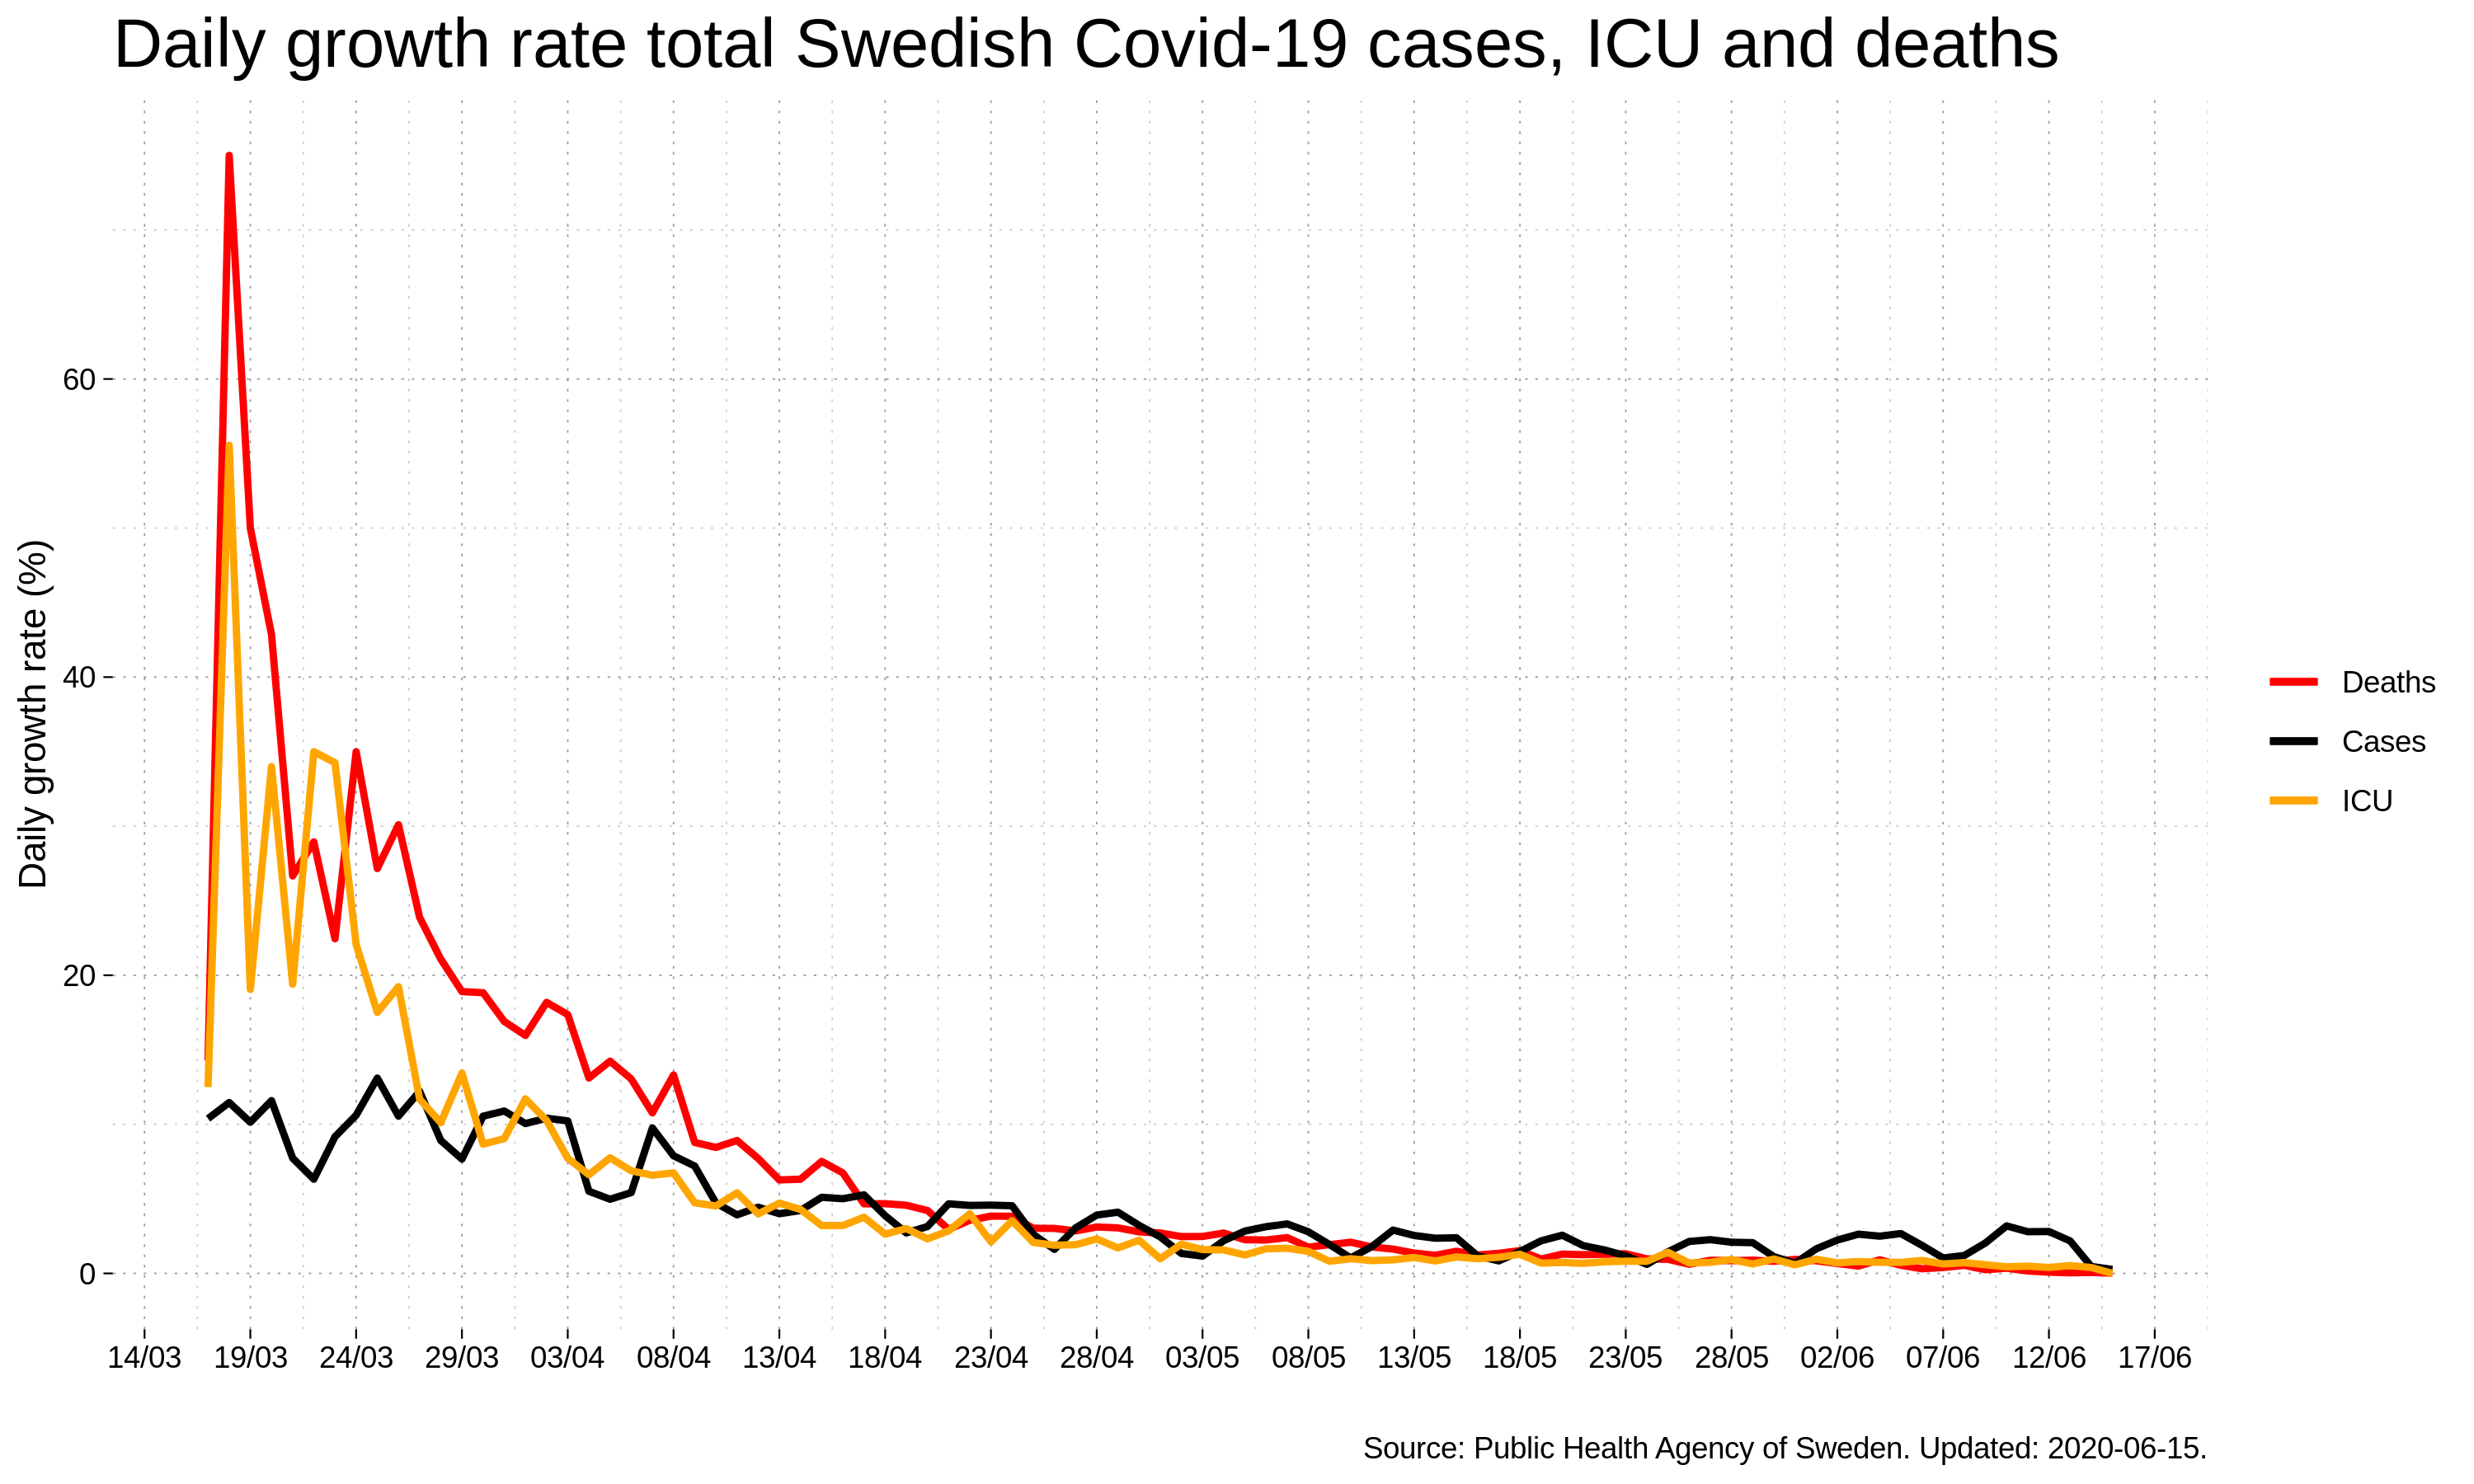 Daily growth rate total Swedish Covid-19 cases, ICU and deaths
Daily growth rate (%)
60
40
20
0
14/03 19/03 24/03 29/03 03/04 08/04 13/04 18/04 23/04 28/04 03/05 08/05 13/05 18/05 23/05 28/05 02/06 07/06 12/06 17/06
Deaths
Cases
ICU
Source: Public Health Agency of Sweden. Updated: 2020-06-15.